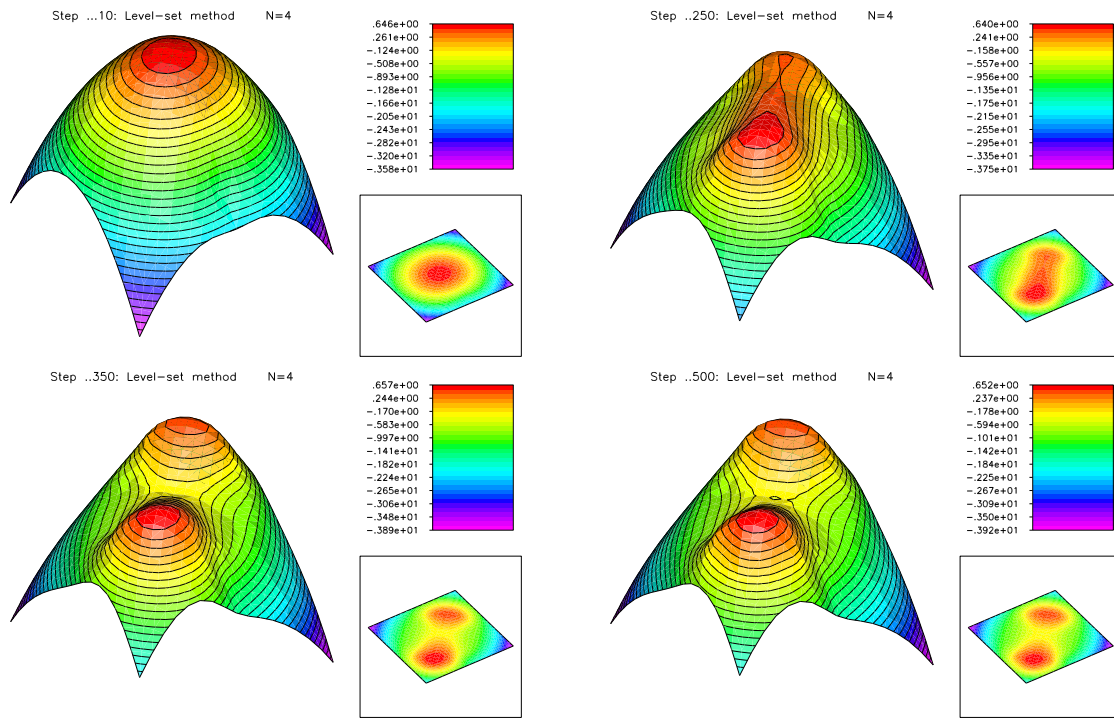 Step ...10: Level-set method N=4
.646e+00
.261e+00
-.124e+00
-.508e+00
-.893e+00
-.128e+01
-.166e+01
-.205e+01
-.243e+01
-.282e+01
-.320e+01
-.358e+01
Step ..250: Level-set method N=4
.640e+00
.241e+00
-.158e+00
-.557e+00
-.956e+00
-.135e+01
-.175e+01
-.215e+01
-.255e+01
-.295e+01
-.335e+01
-.375e+01
Step ..350: Level-set method N=4
.657e+00
.244e+00
-.170e+00
-.583e+00
-.997e+00
-.141e+01
-.182e+01
-.224e+01
-.265e+01
-.306e+01
-.348e+01
-.389e+01
Step ..500: Level-set method N=4
.652e+00
.237e+00
-.178e+00
-.594e+00
-.101e+01
-.142e+01
-.184e+01
-.225e+01
-.267e+01
-.309e+01
-.350e+01
-.392e+01